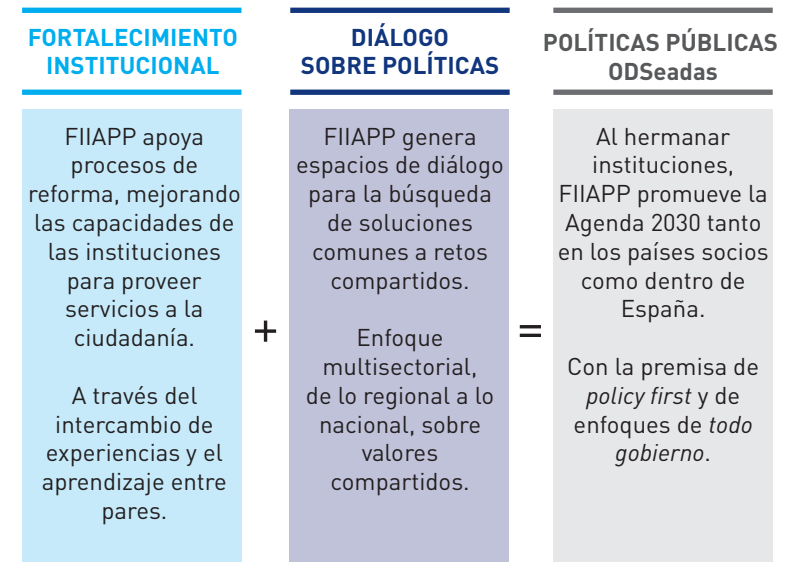 FORTALECIMIENTO
INSTITUCIONAL
FIIAPP apoya
procesos de
reforma, mejorando
las capacidades de
las instituciones
para proveer
servicios a la
ciudadanía.
A través del
intercambio de
experiencias y el
aprendizaje entre
pares.
+
DIÁLOGO
SOBRE POLÍTICAS
FIIAPP genera
espacios de diálogo
para la búsqueda
de soluciones
comunes a retos
compartidos.
Enfoque
multisectorial,
de lo regional a lo
nacional, sobre
valores
compartidos.
=
POLÍTICAS PÚBLICAS
ODSeadas
Al hermanar
instituciones,
FIIAPP promueve la
Agenda 2030 tanto
en los países socios
como dentro de
España.
Con la premisa de
policy first y de
enfoques de todo
gobierno.